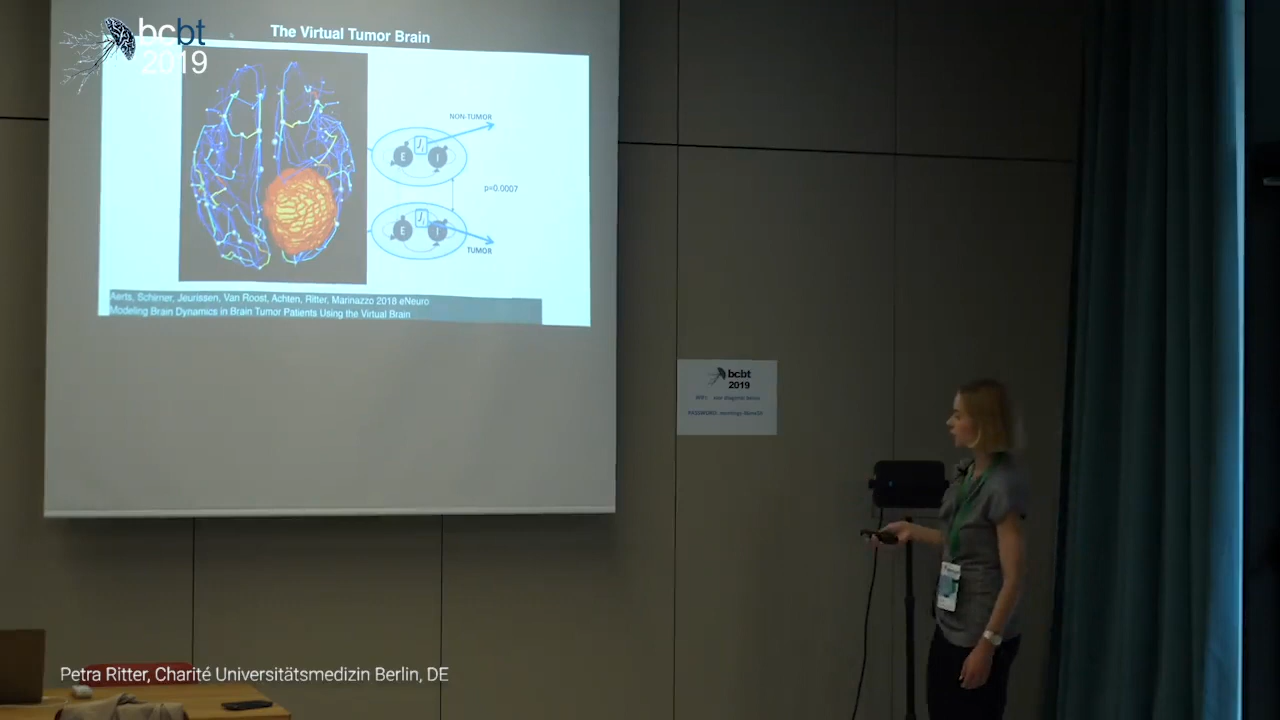 bcbt
2019
The Virtual Tumor Brain
NON-TUMOR
E
J
I
p=0.0007
E
J
I
TUMOR
Aerts, Schirner, Jeurissen, Van Roost, Achten, Ritter, Marinazzo 2018 eNeuro
Modeling Brain Dynamics in Brain Tumor Patients Using the Virtual Brain
bcbt
2019
Petra Ritter, Charité Universitätsmedizin Berlin, DE